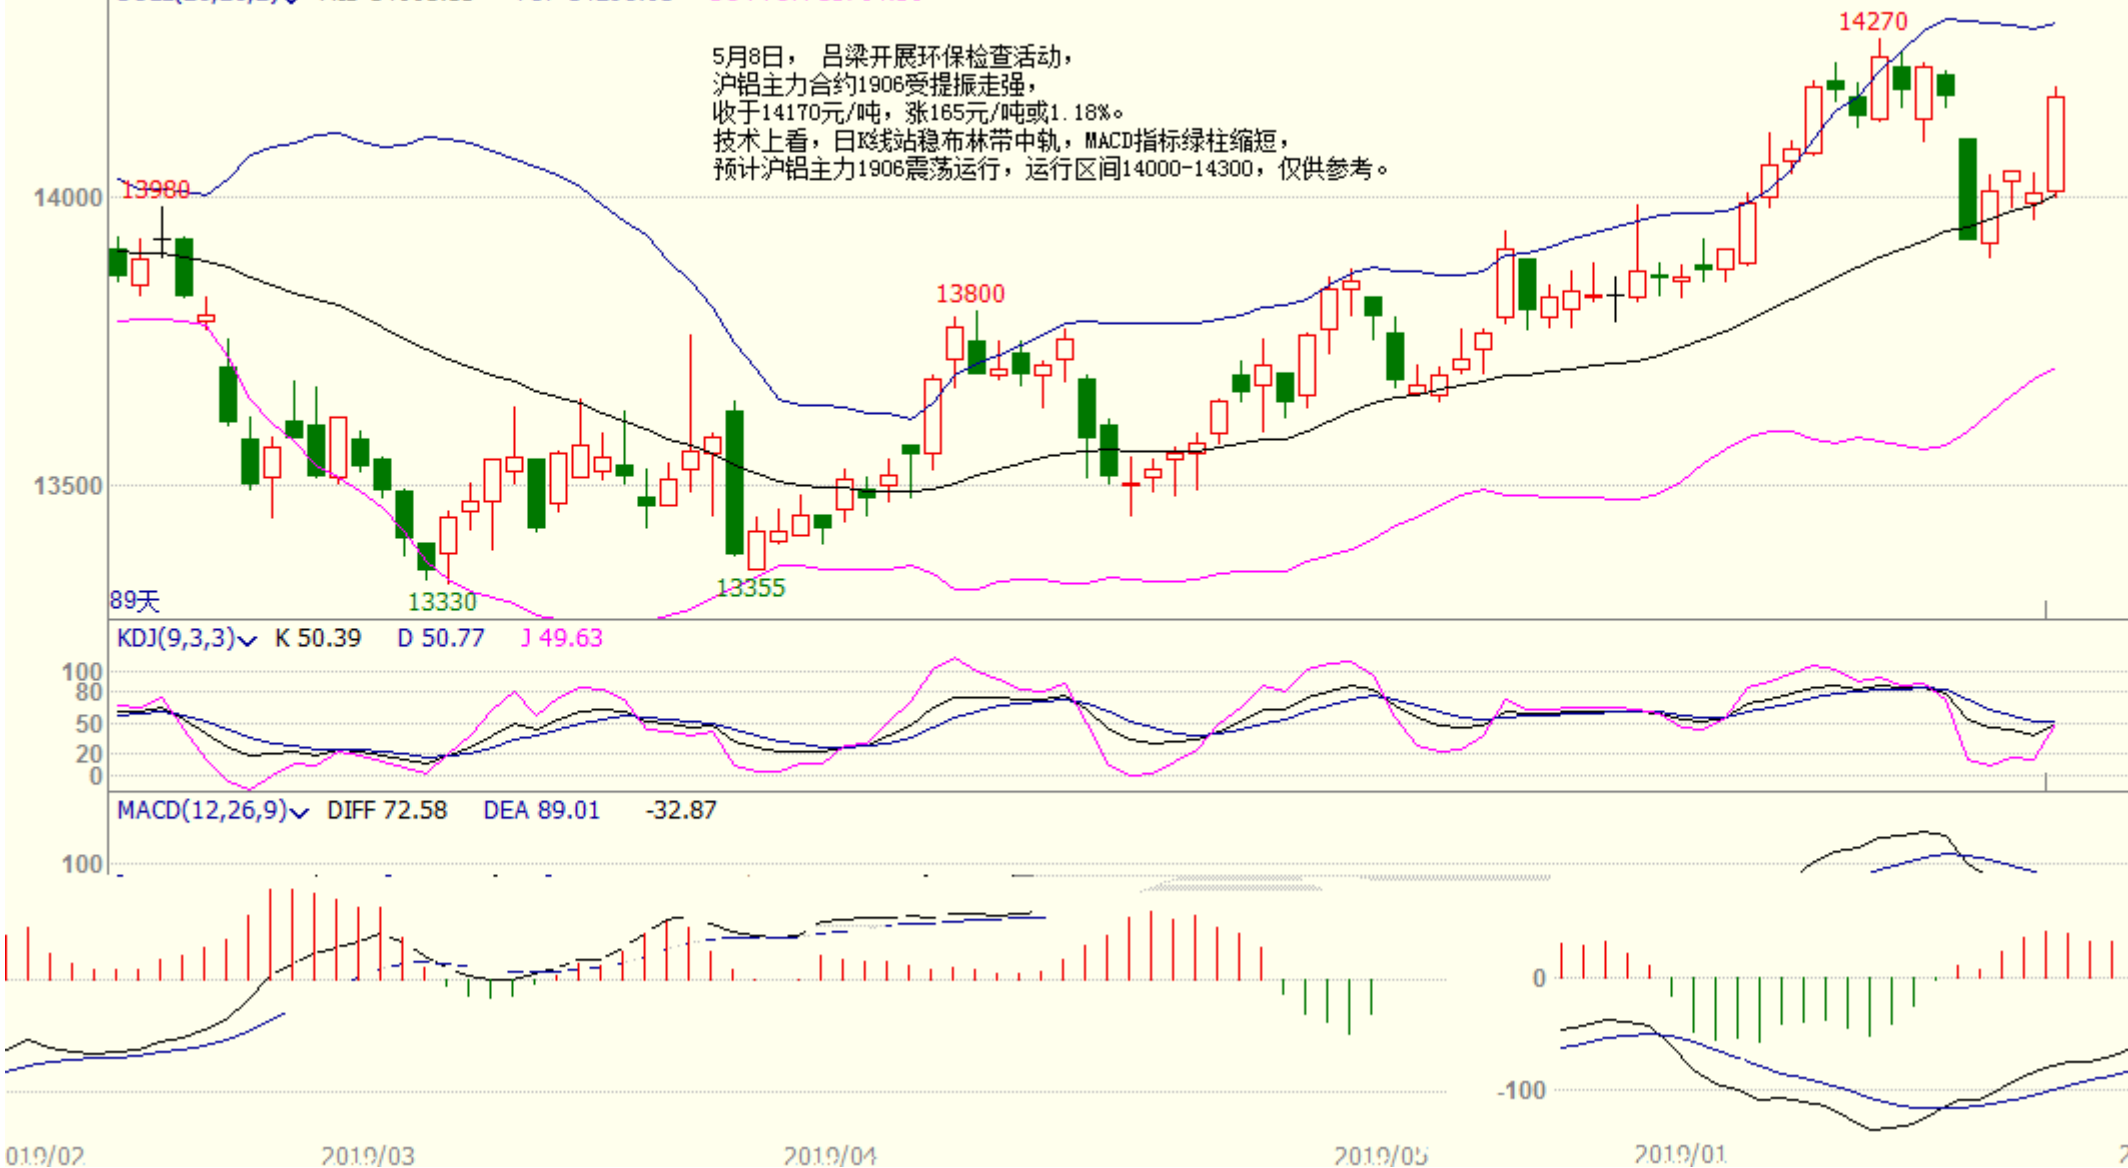 14270
5月8日， 吕梁开展环保检查活动，
沪铝主力合约1906受提振走强，
收于14170元/吨，涨165元/吨或1.18%。
技术上看，日K线站稳布林带中轨，MACD指标绿柱缩短，
预计沪铝主力1906震荡运行，运行区间14000-14300，仅供参考。
13980
14000
13800
13500
13355
89天
13330
KDJ(9,3,3) K 50.39 D 50.77 J 49.63
100
80
50
20
0
MACD(12,26,9) DIFF 72.58 DEA 89.01 -32.87
100
0
-100
019/02 2019/03 2019/04 2019/05 2019/01